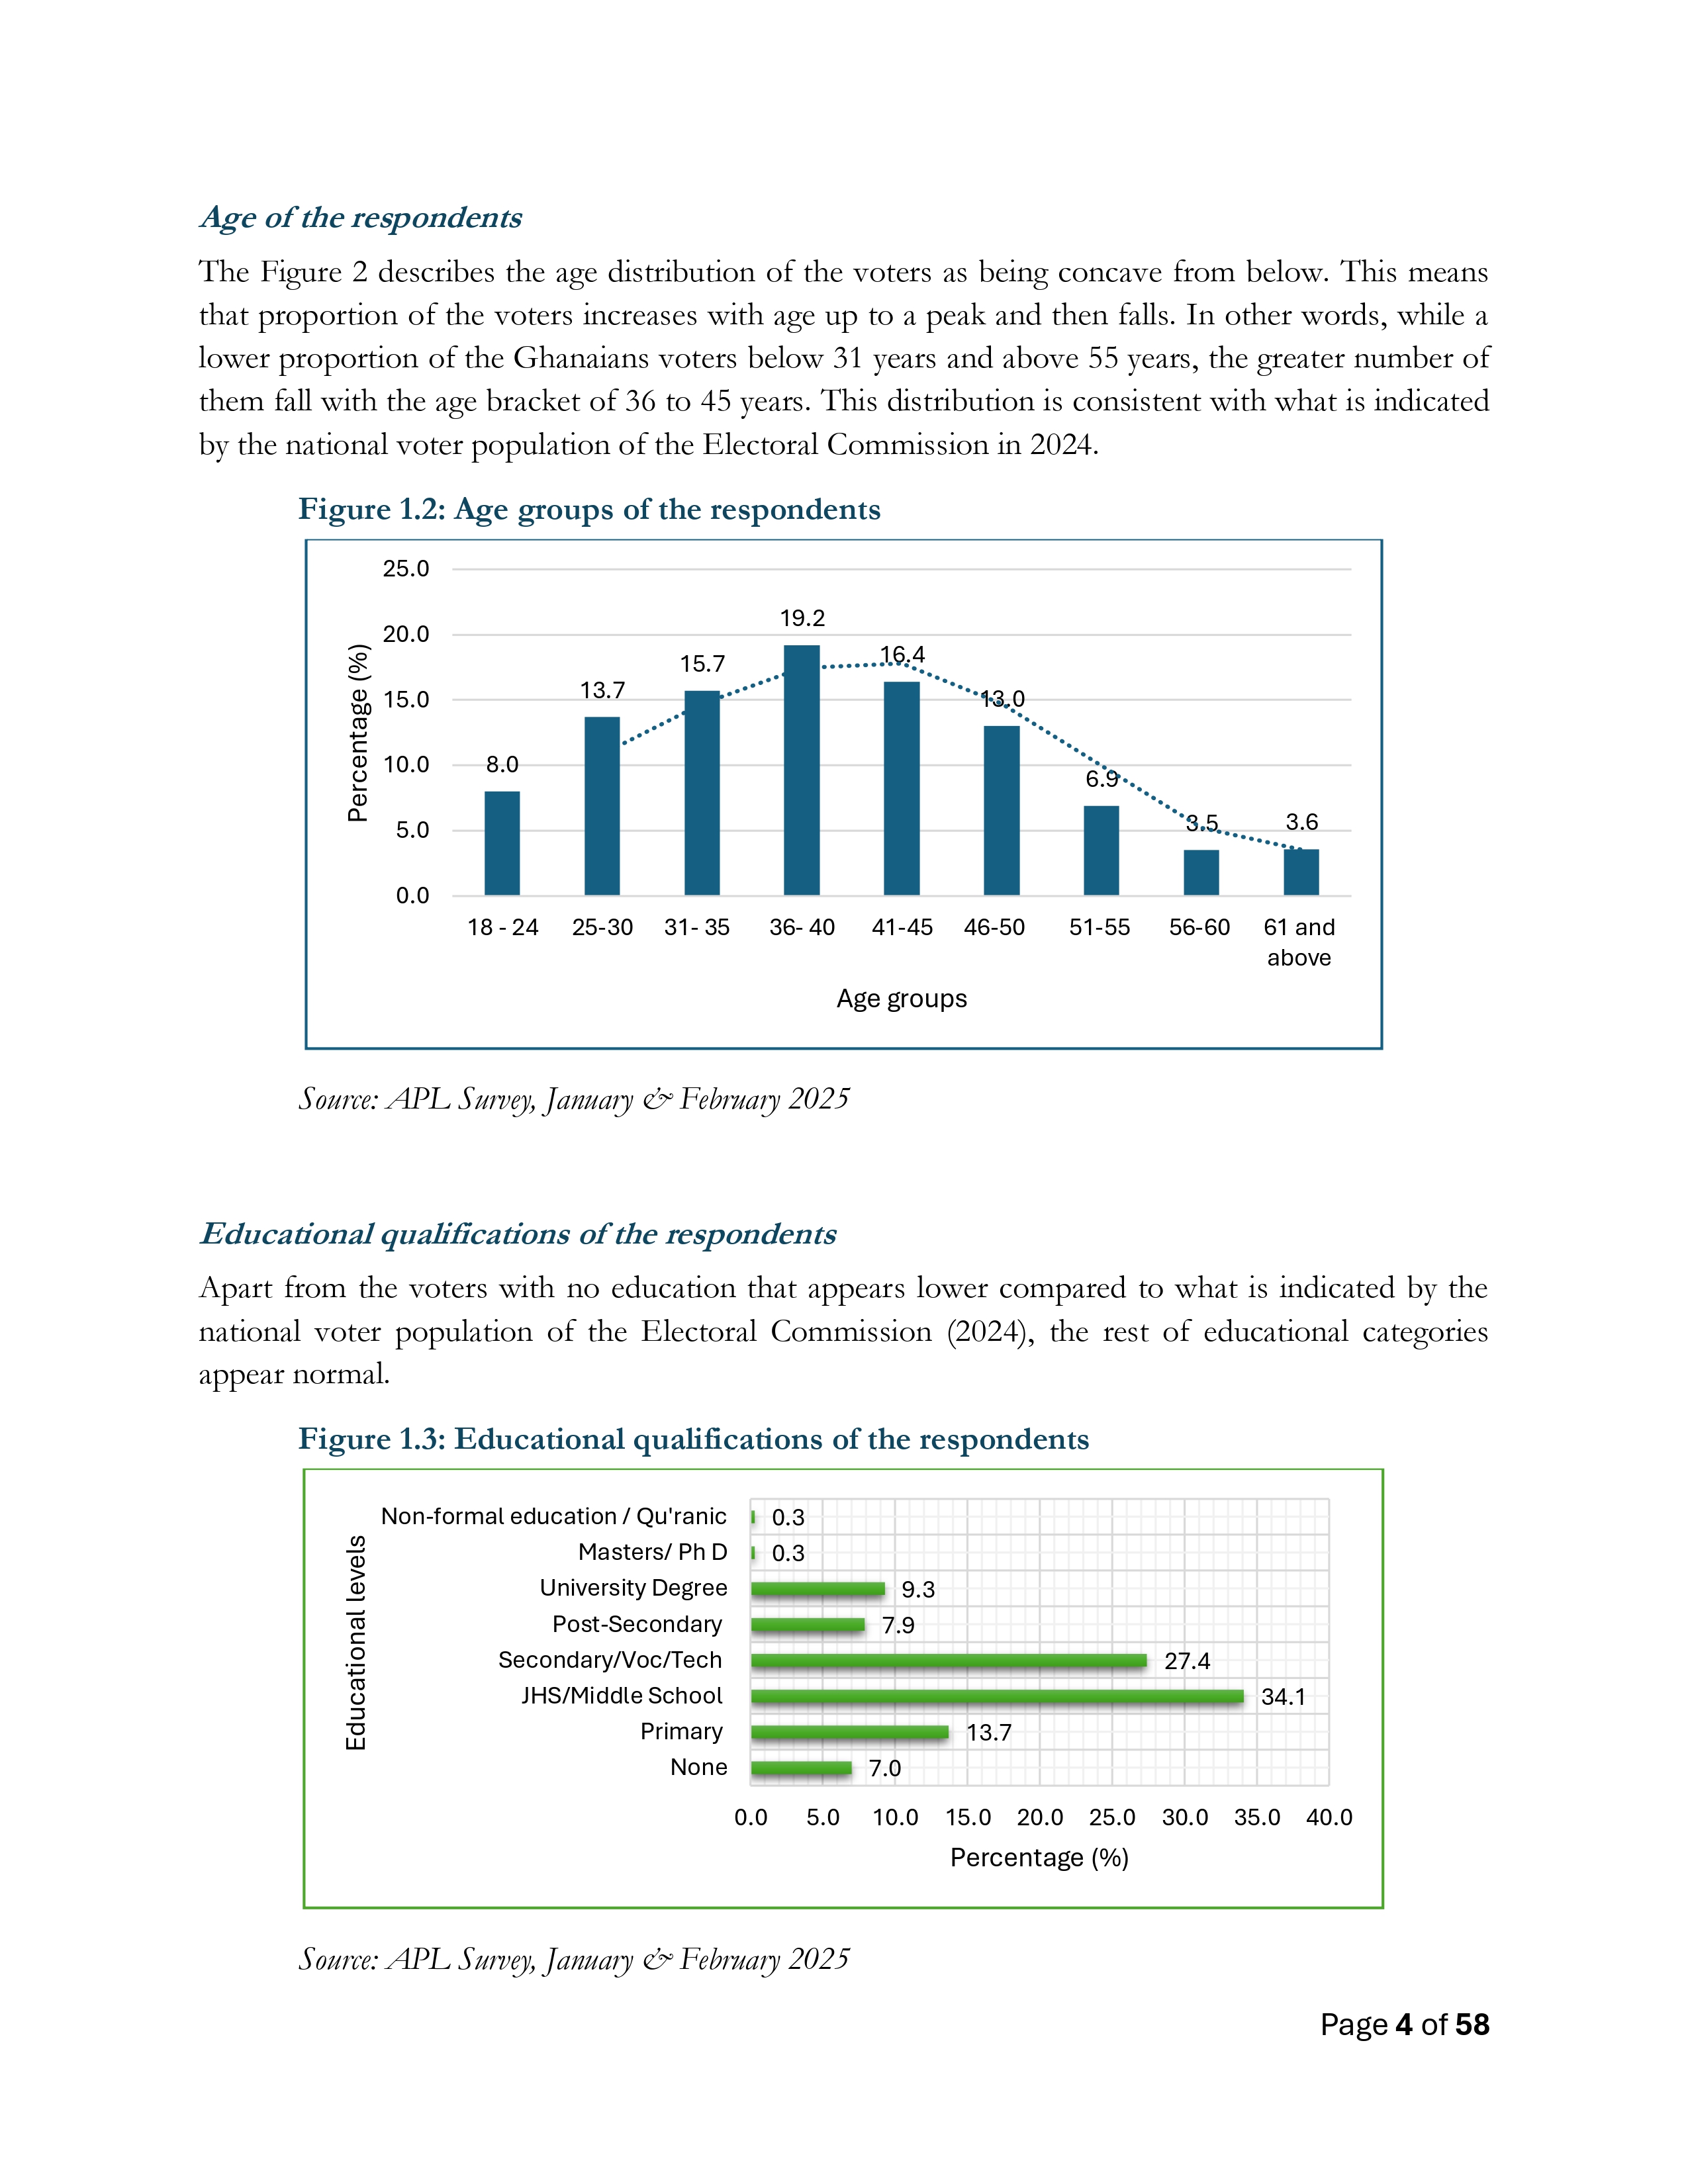 Age of the respondents
The Figure 2 describes the age distribution of the voters as being concave from below. This means
that proportion of the voters increases with age up to a peak and then falls. In other words, while a
lower proportion of the Ghanaians voters below 31 years and above 55 years, the greater number of
them fall with the age bracket of 36 to 45 years. This distribution is consistent with what is indicated
by the national voter population of the Electoral Commission in 2024.
Figure 1.2: Age groups of the respondents
Percentage (%)
25.0
20.0
15.0
10.0
5.0
0.0
8.0
13.7
15.7
19.2
16.4
13.0
6.9
3.5
3.6
18 - 24
25-30
31- 35
36- 40
41-45
46-50
51-55
56-60
61 and
above
Age groups
Source: APL Survey, January & February 2025
Educational qualifications of the respondents
Apart from the voters with no education that appears lower compared to what is indicated by the
national voter population of the Electoral Commission (2024), the rest of educational categories
appear normal.
Figure 1.3: Educational qualifications of the respondents
Educational levels
Non-formal education / Qu'ranic 0.3
Masters/ Ph D 0.3
University Degree 9.3
Post-Secondary 7.9
Secondary/Voc/Tech 27.4
JHS/Middle School 34.1
Primary 13.7
None 7.0
0.0 5.0 10.0 15.0 20.0 25.0 30.0 35.0 40.0
Percentage (%)
Source: APL Survey, January & February 2025
Page 4 of 58